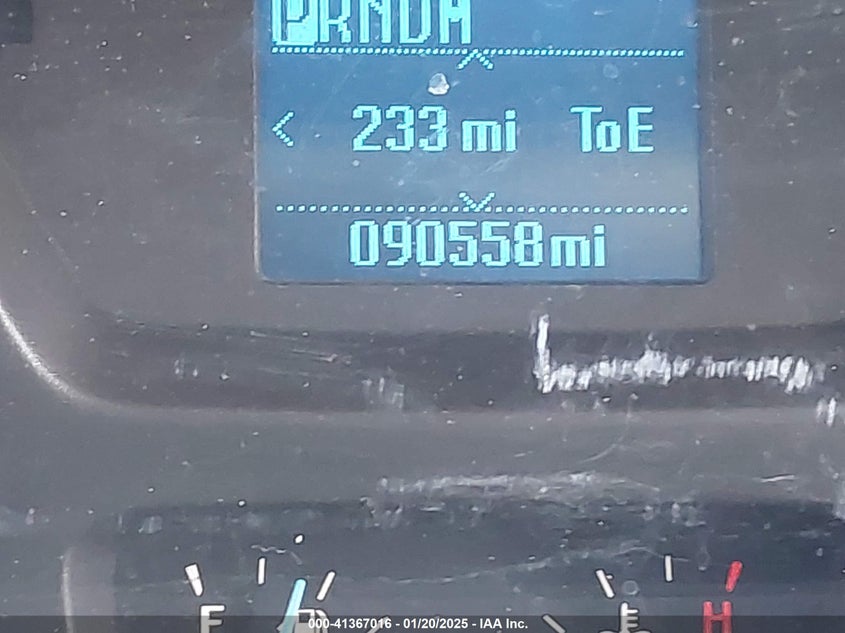 PRNDM
< 233 mi ToE
090558mi
F H
000-41367016 - 01/20/2025 - IAA Inc.